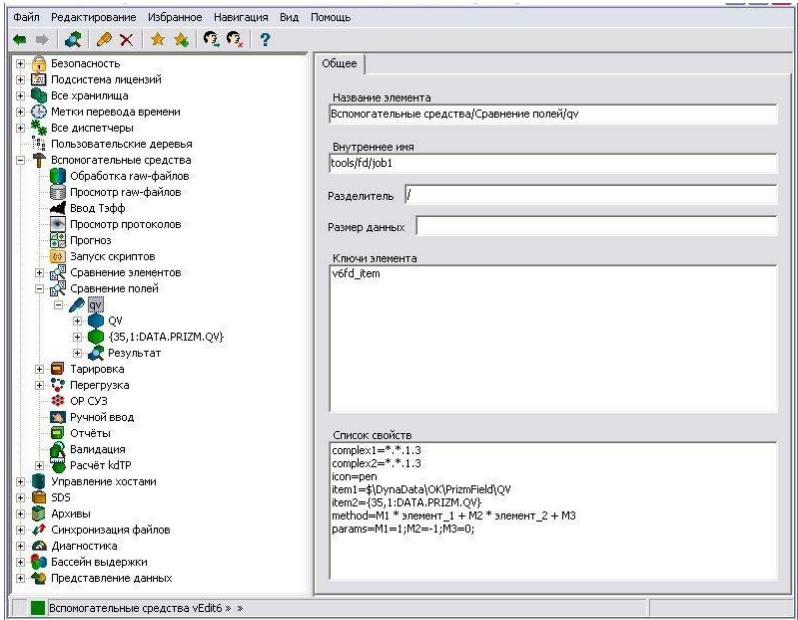 Файл Редактирование Избранное Навигация Вид Помощь
Безопасность
Подсистема лицензий
Все хранилища
Метки перевода времени
Все диспетчеры
Пользовательские деревья
Вспомогательные средства
Обработка raw-файлов
Просмотр raw-файлов
Ввод Тэфф
Просмотр протоколов
Прогноз
Запуск скриптов
Сравнение элементов
Сравнение полей
qv
QV
{35,1:DATA.PRIZM.QV}
Результат
Тарировка
Перегрузка
ОР СУЗ
Ручной ввод
Отчёты
Валидация
Расчёт kdTP
Управление хостами
SDS
Архивы
Синхронизация файлов
Диагностика
Бассейн выдержки
Представление данных
Общее
Название элемента
Вспомогательные средства/Сравнение полей/qv
Внутреннее имя
tools/fd/job1
Разделитель /
Размер данных
Ключи элемента
v6fd_item
Список свойств
complex1=*.*.1.3
complex2=*.*.1.3
icon=pen
item1=$\DynaData\OK\PrizmField\QV
item2={35,1:DATA.PRIZM.QV}
method=M1 * элемент_1 + M2 * элемент_2 + M3
params=M1=1;M2=-1;M3=0;
Вспомогательные средства vEdit6 » »